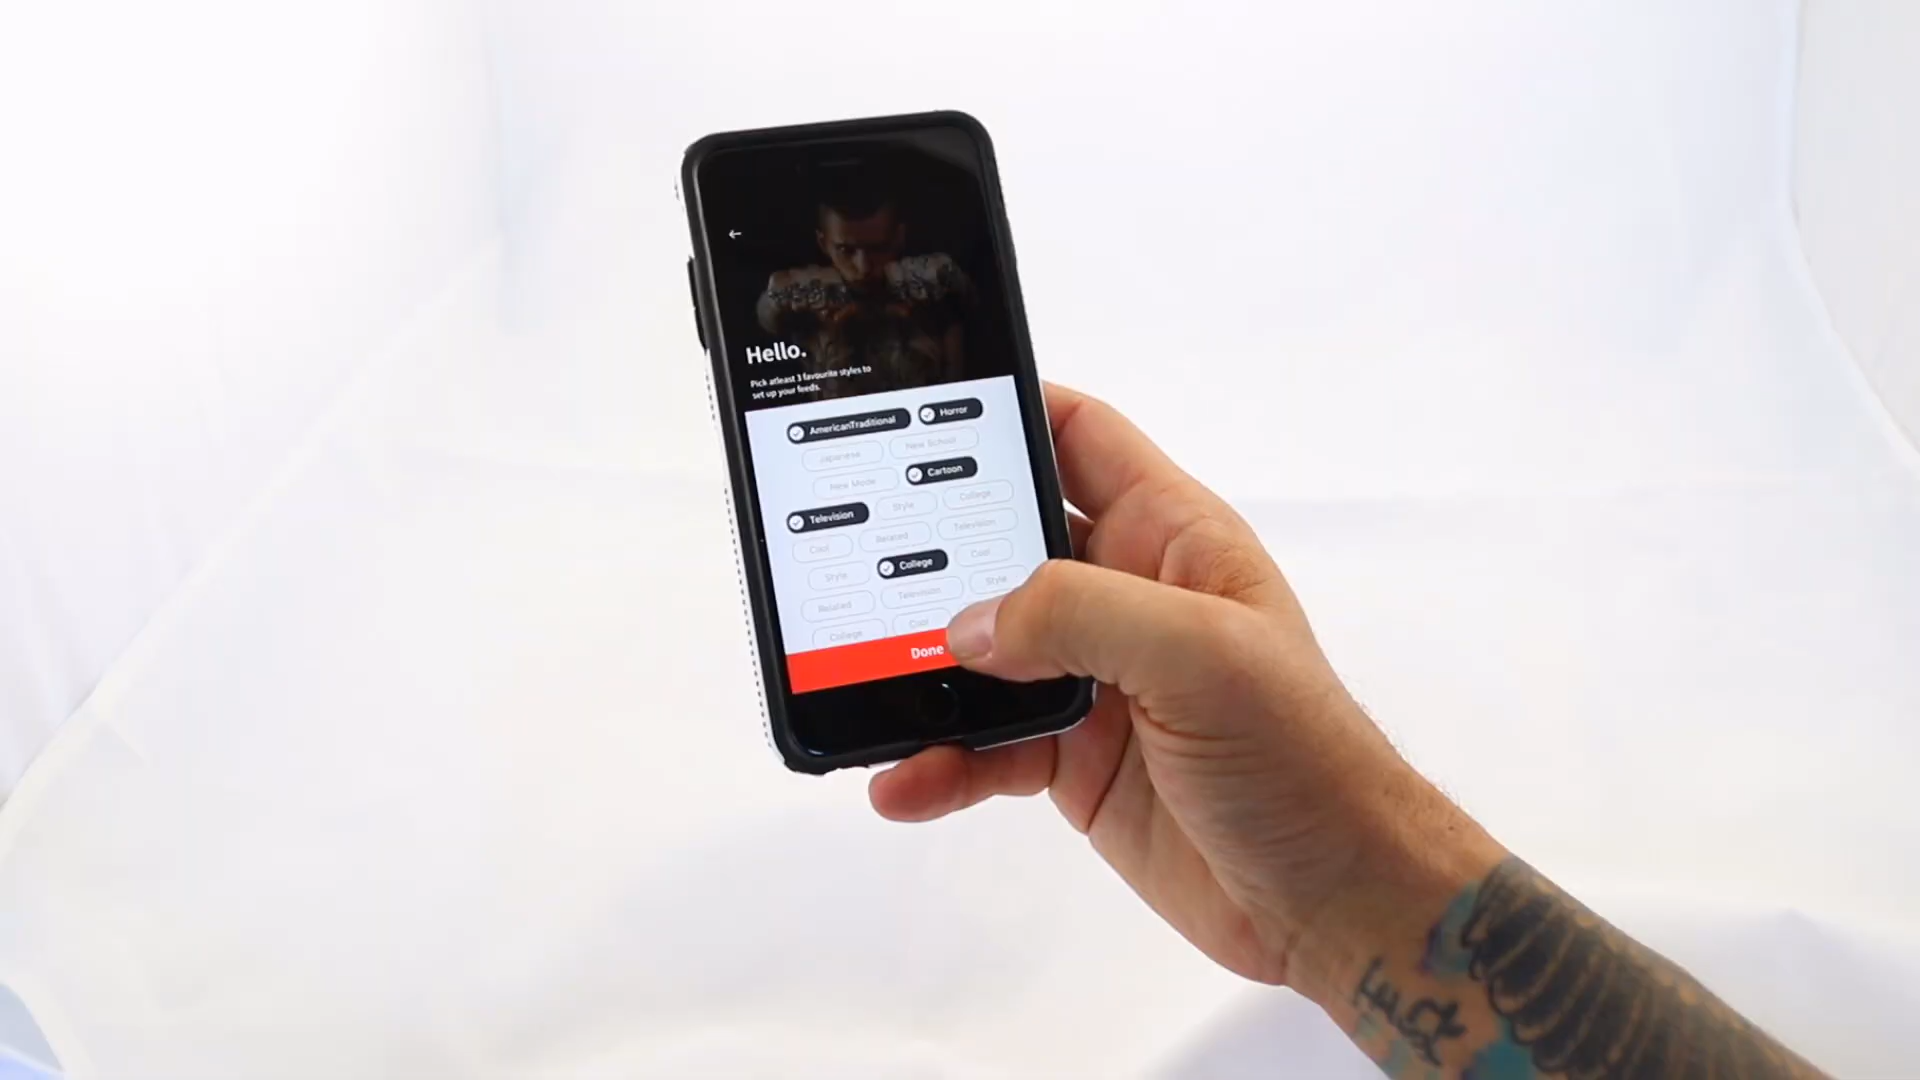 Hello.
Pick atleast 3 favourite styles to
set up your feeds.
AmericanTraditional
Horror
Japanese
New School
New Mode
Cartoon
Television
Style
College
Cool
Related
Television
Style
College
Cool
Related
Television
Style
College
Cool
Done